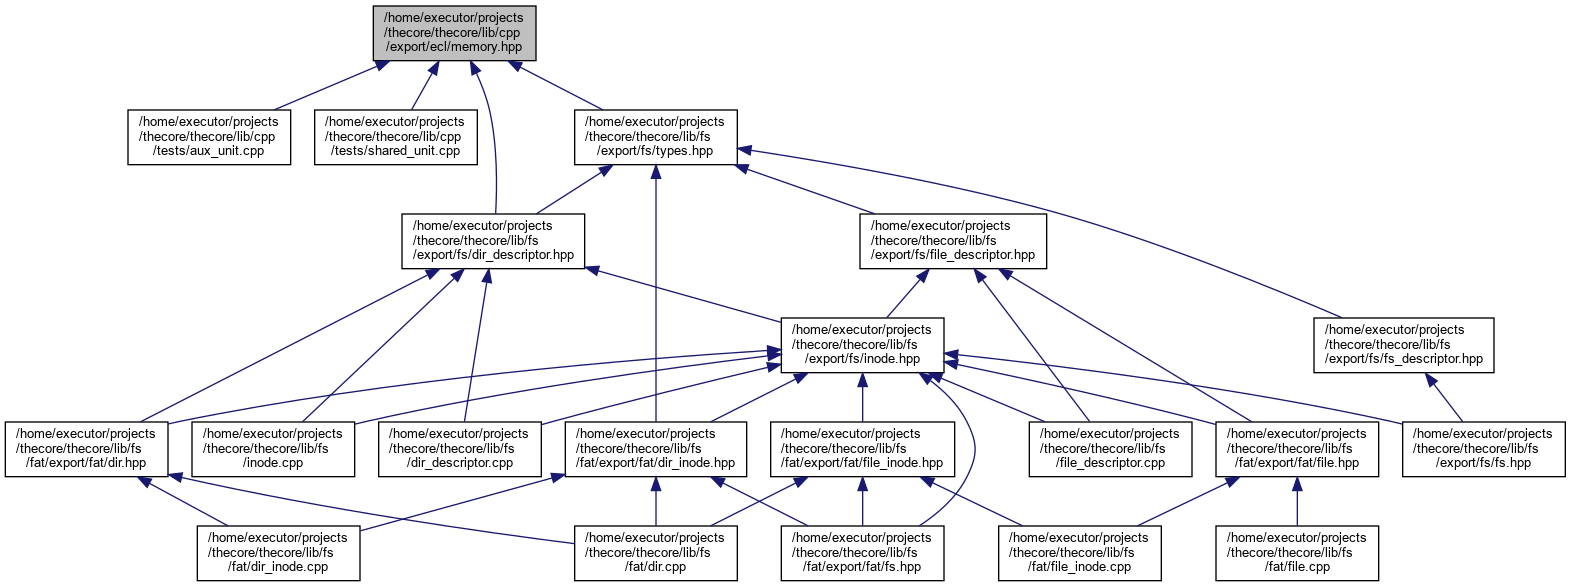 /home/executor/projects
/thecore/thecore/lib/cpp
/export/ecl/memory.hpp
/home/executor/projects
/thecore/thecore/lib/cpp
/tests/aux_unit.cpp
/home/executor/projects
/thecore/thecore/lib/cpp
/tests/shared_unit.cpp
/home/executor/projects
/thecore/thecore/lib/fs
/export/fs/types.hpp
/home/executor/projects
/thecore/thecore/lib/fs
/export/fs/dir_descriptor.hpp
/home/executor/projects
/thecore/thecore/lib/fs
/export/fs/file_descriptor.hpp
/home/executor/projects
/thecore/thecore/lib/fs
/export/fs/inode.hpp
/home/executor/projects
/thecore/thecore/lib/fs
/export/fs/fs_descriptor.hpp
/home/executor/projects
/thecore/thecore/lib/fs
/fat/export/fat/dir.hpp
/home/executor/projects
/thecore/thecore/lib/fs
/inode.cpp
/home/executor/projects
/thecore/thecore/lib/fs
/dir_descriptor.cpp
/home/executor/projects
/thecore/thecore/lib/fs
/fat/export/fat/dir_inode.hpp
/home/executor/projects
/thecore/thecore/lib/fs
/fat/export/fat/file_inode.hpp
/home/executor/projects
/thecore/thecore/lib/fs
/file_descriptor.cpp
/home/executor/projects
/thecore/thecore/lib/fs
/fat/export/fat/file.hpp
/home/executor/projects
/thecore/thecore/lib/fs
/export/fs/fs.hpp
/home/executor/projects
/thecore/thecore/lib/fs
/fat/dir_inode.cpp
/home/executor/projects
/thecore/thecore/lib/fs
/fat/dir.cpp
/home/executor/projects
/thecore/thecore/lib/fs
/fat/export/fat/fs.hpp
/home/executor/projects
/thecore/thecore/lib/fs
/fat/file_inode.cpp
/home/executor/projects
/thecore/thecore/lib/fs
/fat/file.cpp